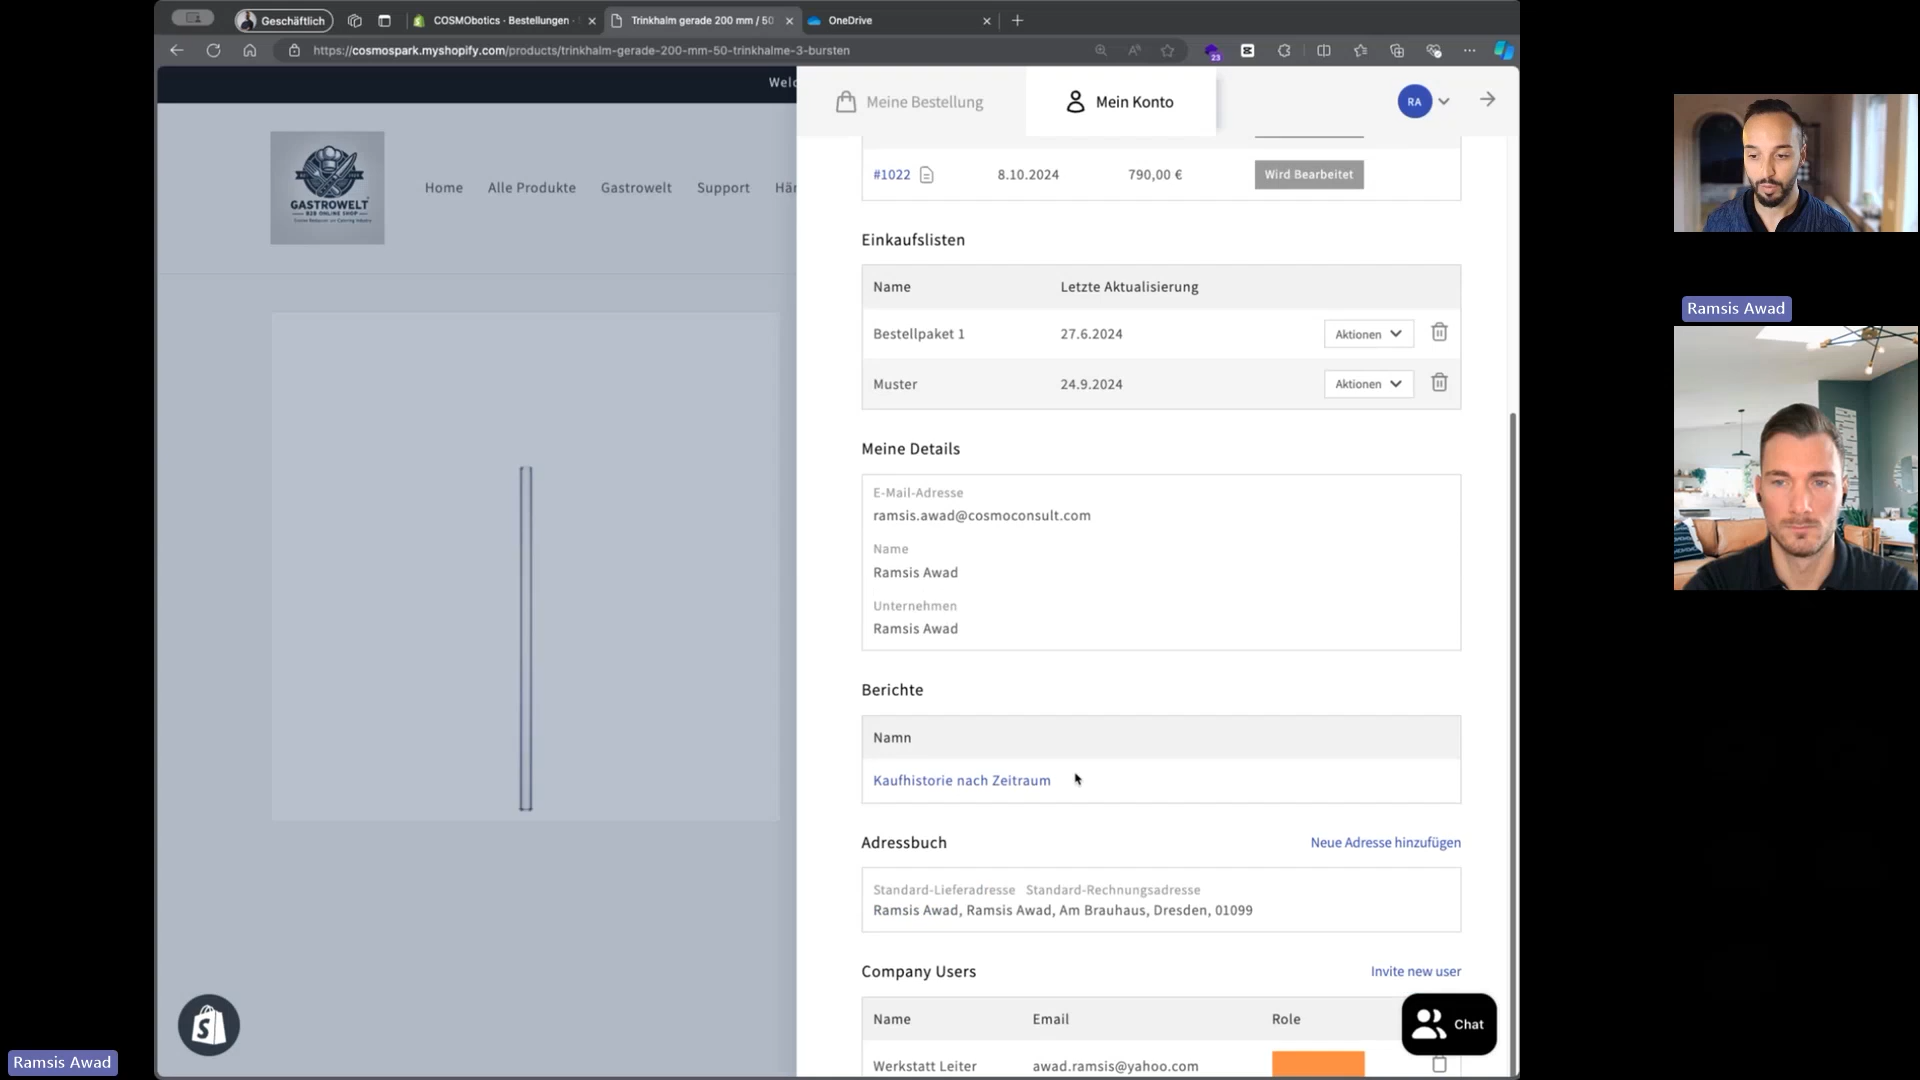 Geschäftlich
COSMObotics · Bestellungen ·
Trinkhalm gerade 200 mm / 50
OneDrive
https://cosmospark.myshopify.com/products/trinkhalm-gerade-200-mm-50-trinkhalme-3-bursten
23
Welc
Meine Bestellung
Mein Konto
RA
GASTROWELT
B2B ONLINE SHOP
Home
Alle Produkte
Gastrowelt
Support
Här
#1022
8.10.2024
790,00 €
Wird Bearbeitet
Einkaufslisten
Name
Letzte Aktualisierung
Bestellpaket 1
27.6.2024
Aktionen
Muster
24.9.2024
Aktionen
Meine Details
E-Mail-Adresse
ramsis.awad@cosmoconsult.com
Name
Ramsis Awad
Unternehmen
Ramsis Awad
Berichte
Namn
Kaufhistorie nach Zeitraum
Adressbuch
Neue Adresse hinzufügen
Standard-Lieferadresse Standard-Rechnungsadresse
Ramsis Awad, Ramsis Awad, Am Brauhaus, Dresden, 01099
Company Users
Invite new user
Name
Email
Role
Werkstatt Leiter
awad.ramsis@yahoo.com
Chat
Ramsis Awad
Ramsis Awad